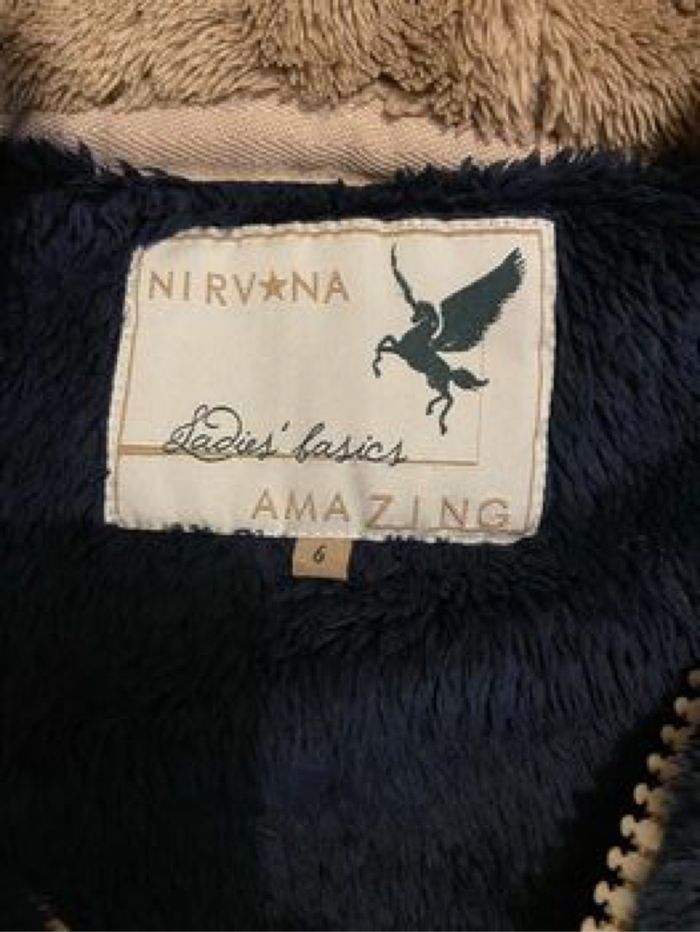 NIRV★NA
Ladies' basics
AMAZING
6